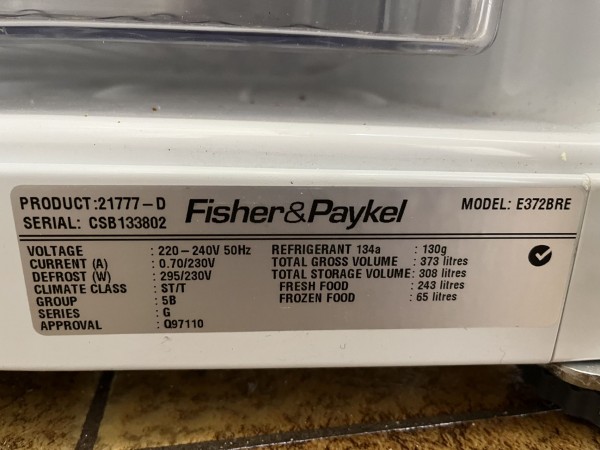 PRODUCT:21777-D
SERIAL: CSB133802
Fisher&Paykel
MODEL: E372BRE
VOLTAGE : 220-240V 50Hz
CURRENT (A) : 0.70/230V
DEFROST (W) : 295/230V
CLIMATE CLASS : ST/T
GROUP : 5B
SERIES : G
APPROVAL : Q97110
REFRIGERANT 134a : 130g
TOTAL GROSS VOLUME : 373 litres
TOTAL STORAGE VOLUME : 308 litres
FRESH FOOD : 243 litres
FROZEN FOOD : 65 litres